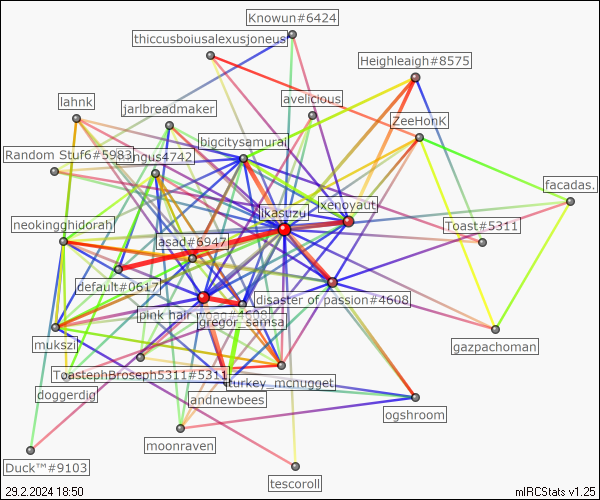 Knowun#6424
thiccusboiusalexusjoneus
Heighleaigh#8575
lahnk
jarlbreadmaker
avelicious
ZeeHonK
bigcitysamurai
Random Stuf6#5983
ngus4742
facadas.
ikasuzu
xenoyaut
neokingghidorah
Toast#5311
asad#6947
default#0617
disaster of passion#4608
pink hair
gregor_samsa
mukszi
gazpachoman
ToastephBroseph5311#5311
turkey_mcnugget
doggerdig
andnewbees
ogshroom
moonraven
Duck™#9103
tescoroll
29.2.2024 18:50
mIRCStats v1.25